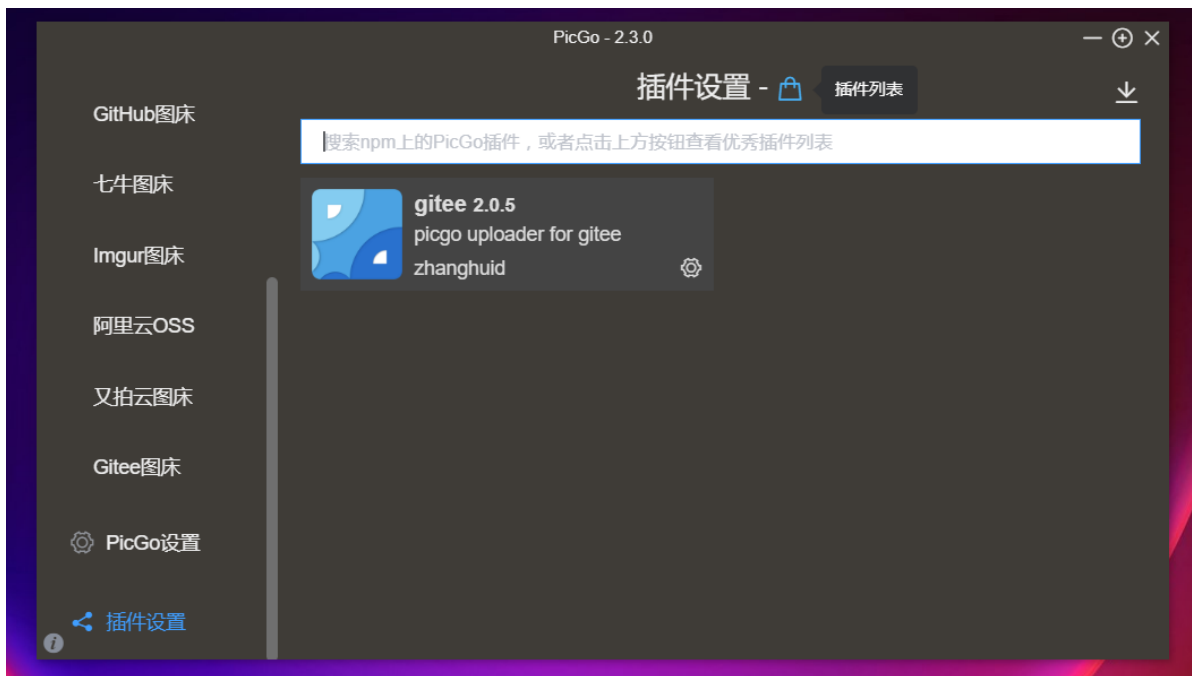 PicGo - 2.3.0
插件设置 - 插件列表
GitHub图床
七牛图床
Imgur图床
阿里云OSS
又拍云图床
Gitee图床
PicGo设置
插件设置
搜索npm上的PicGo插件，或者点击上方按钮查看优秀插件列表
gitee 2.0.5
picgo uploader for gitee
zhanghuid